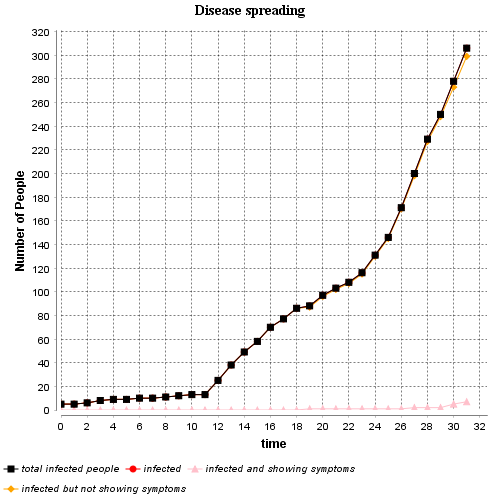 Disease spreading
Number of People
320
300
280
260
240
220
200
180
160
140
120
100
80
60
40
20
0
0 2 4 6 8 10 12 14 16 18 20 22 24 26 28 30 32
time
total infected people infected infected and showing symptoms
infected but not showing symptoms